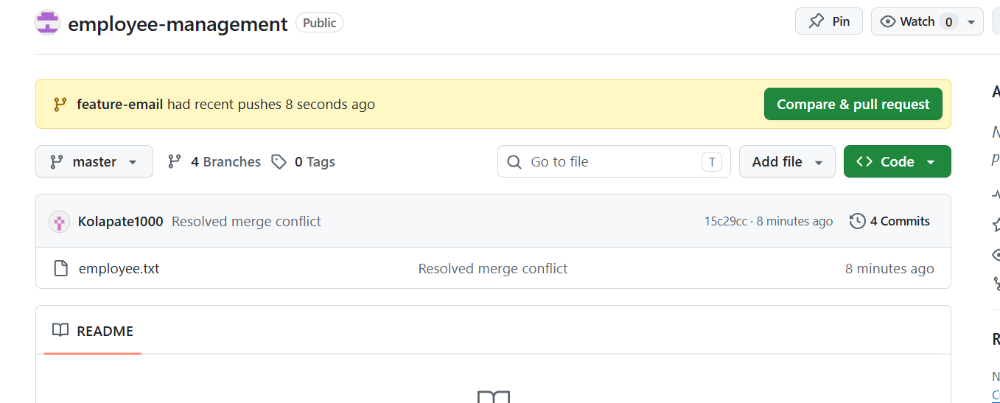 employee-management Public Pin Watch 0
feature-email had recent pushes 8 seconds ago Compare & pull request
master 4 Branches 0 Tags Go to file T Add file Code
Kolapate1000 Resolved merge conflict 15c29cc · 8 minutes ago 4 Commits
employee.txt Resolved merge conflict 8 minutes ago
README